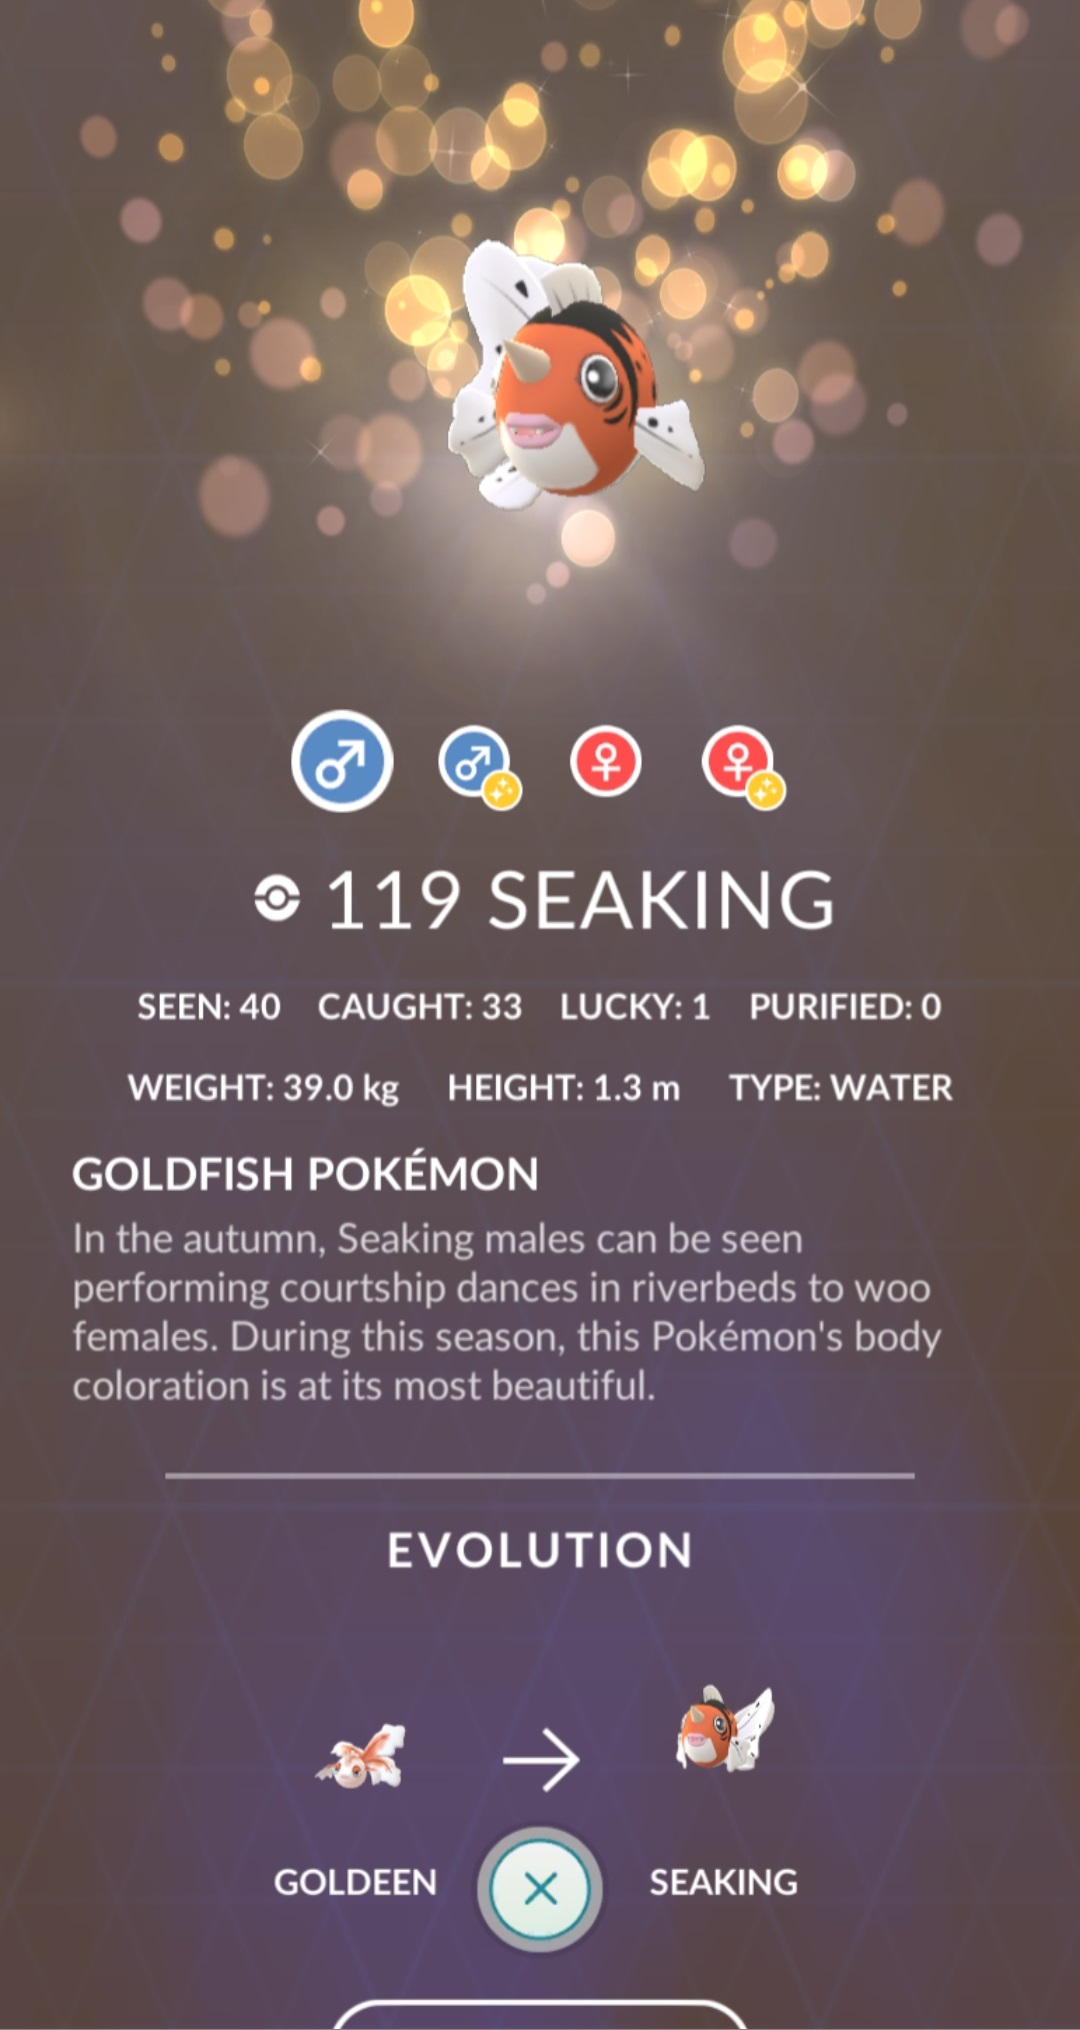 119 SEAKING
SEEN: 40 CAUGHT: 33 LUCKY: 1 PURIFIED: 0
WEIGHT: 39.0 kg HEIGHT: 1.3 m TYPE: WATER
GOLDFISH POKÉMON
In the autumn, Seaking males can be seen
performing courtship dances in riverbeds to woo
females. During this season, this Pokémon's body
coloration is at its most beautiful.
EVOLUTION
GOLDEEN SEAKING